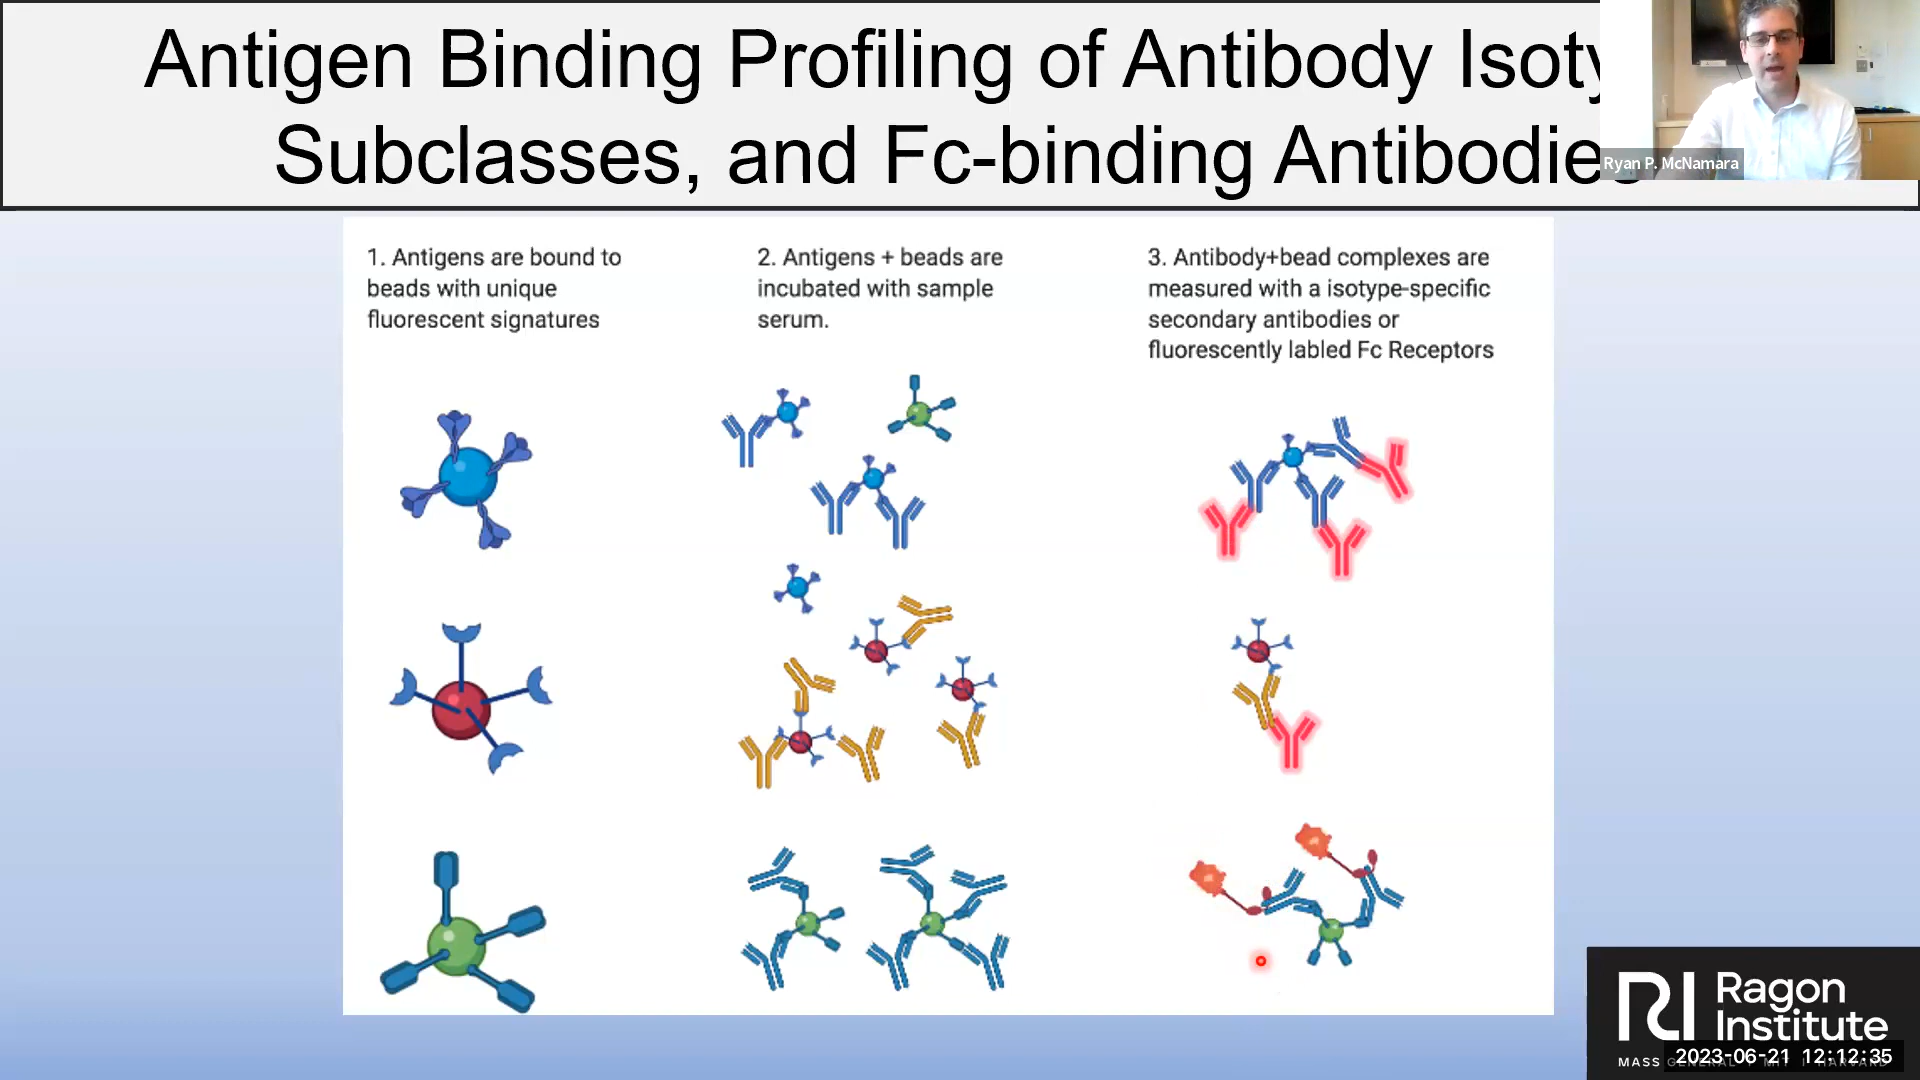 Antigen Binding Profiling of Antibody
Subclasses, and Fc-binding
Ryan P. McNamara
1. Antigens are bound to
beads with unique
fluorescent signatures
2. Antigens + beads are
incubated with sample
serum.
3. Antibody+bead complexes are
measured with a isotype-specific
secondary antibodies or
fluorescently labled Fc Receptors
RI Ragon
Institute
MASS
2023-06-21 12:12:35